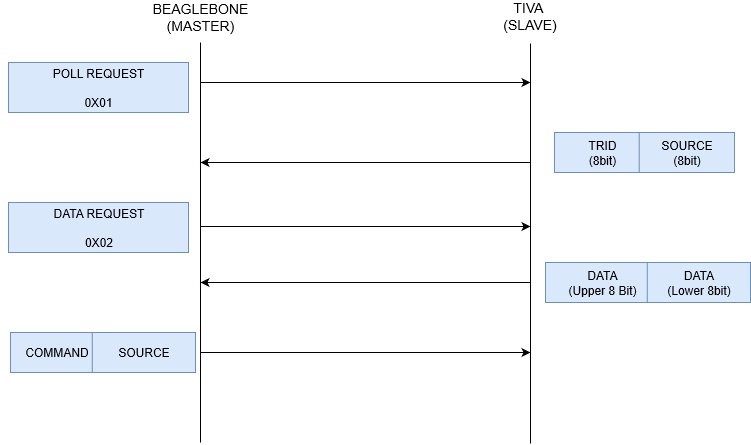 BEAGLEBONE
(MASTER)
TIVA
(SLAVE)
POLL REQUEST
0X01
TRID
(8bit)
SOURCE
(8bit)
DATA REQUEST
0X02
DATA
(Upper 8 Bit)
DATA
(Lower 8bit)
COMMAND
SOURCE